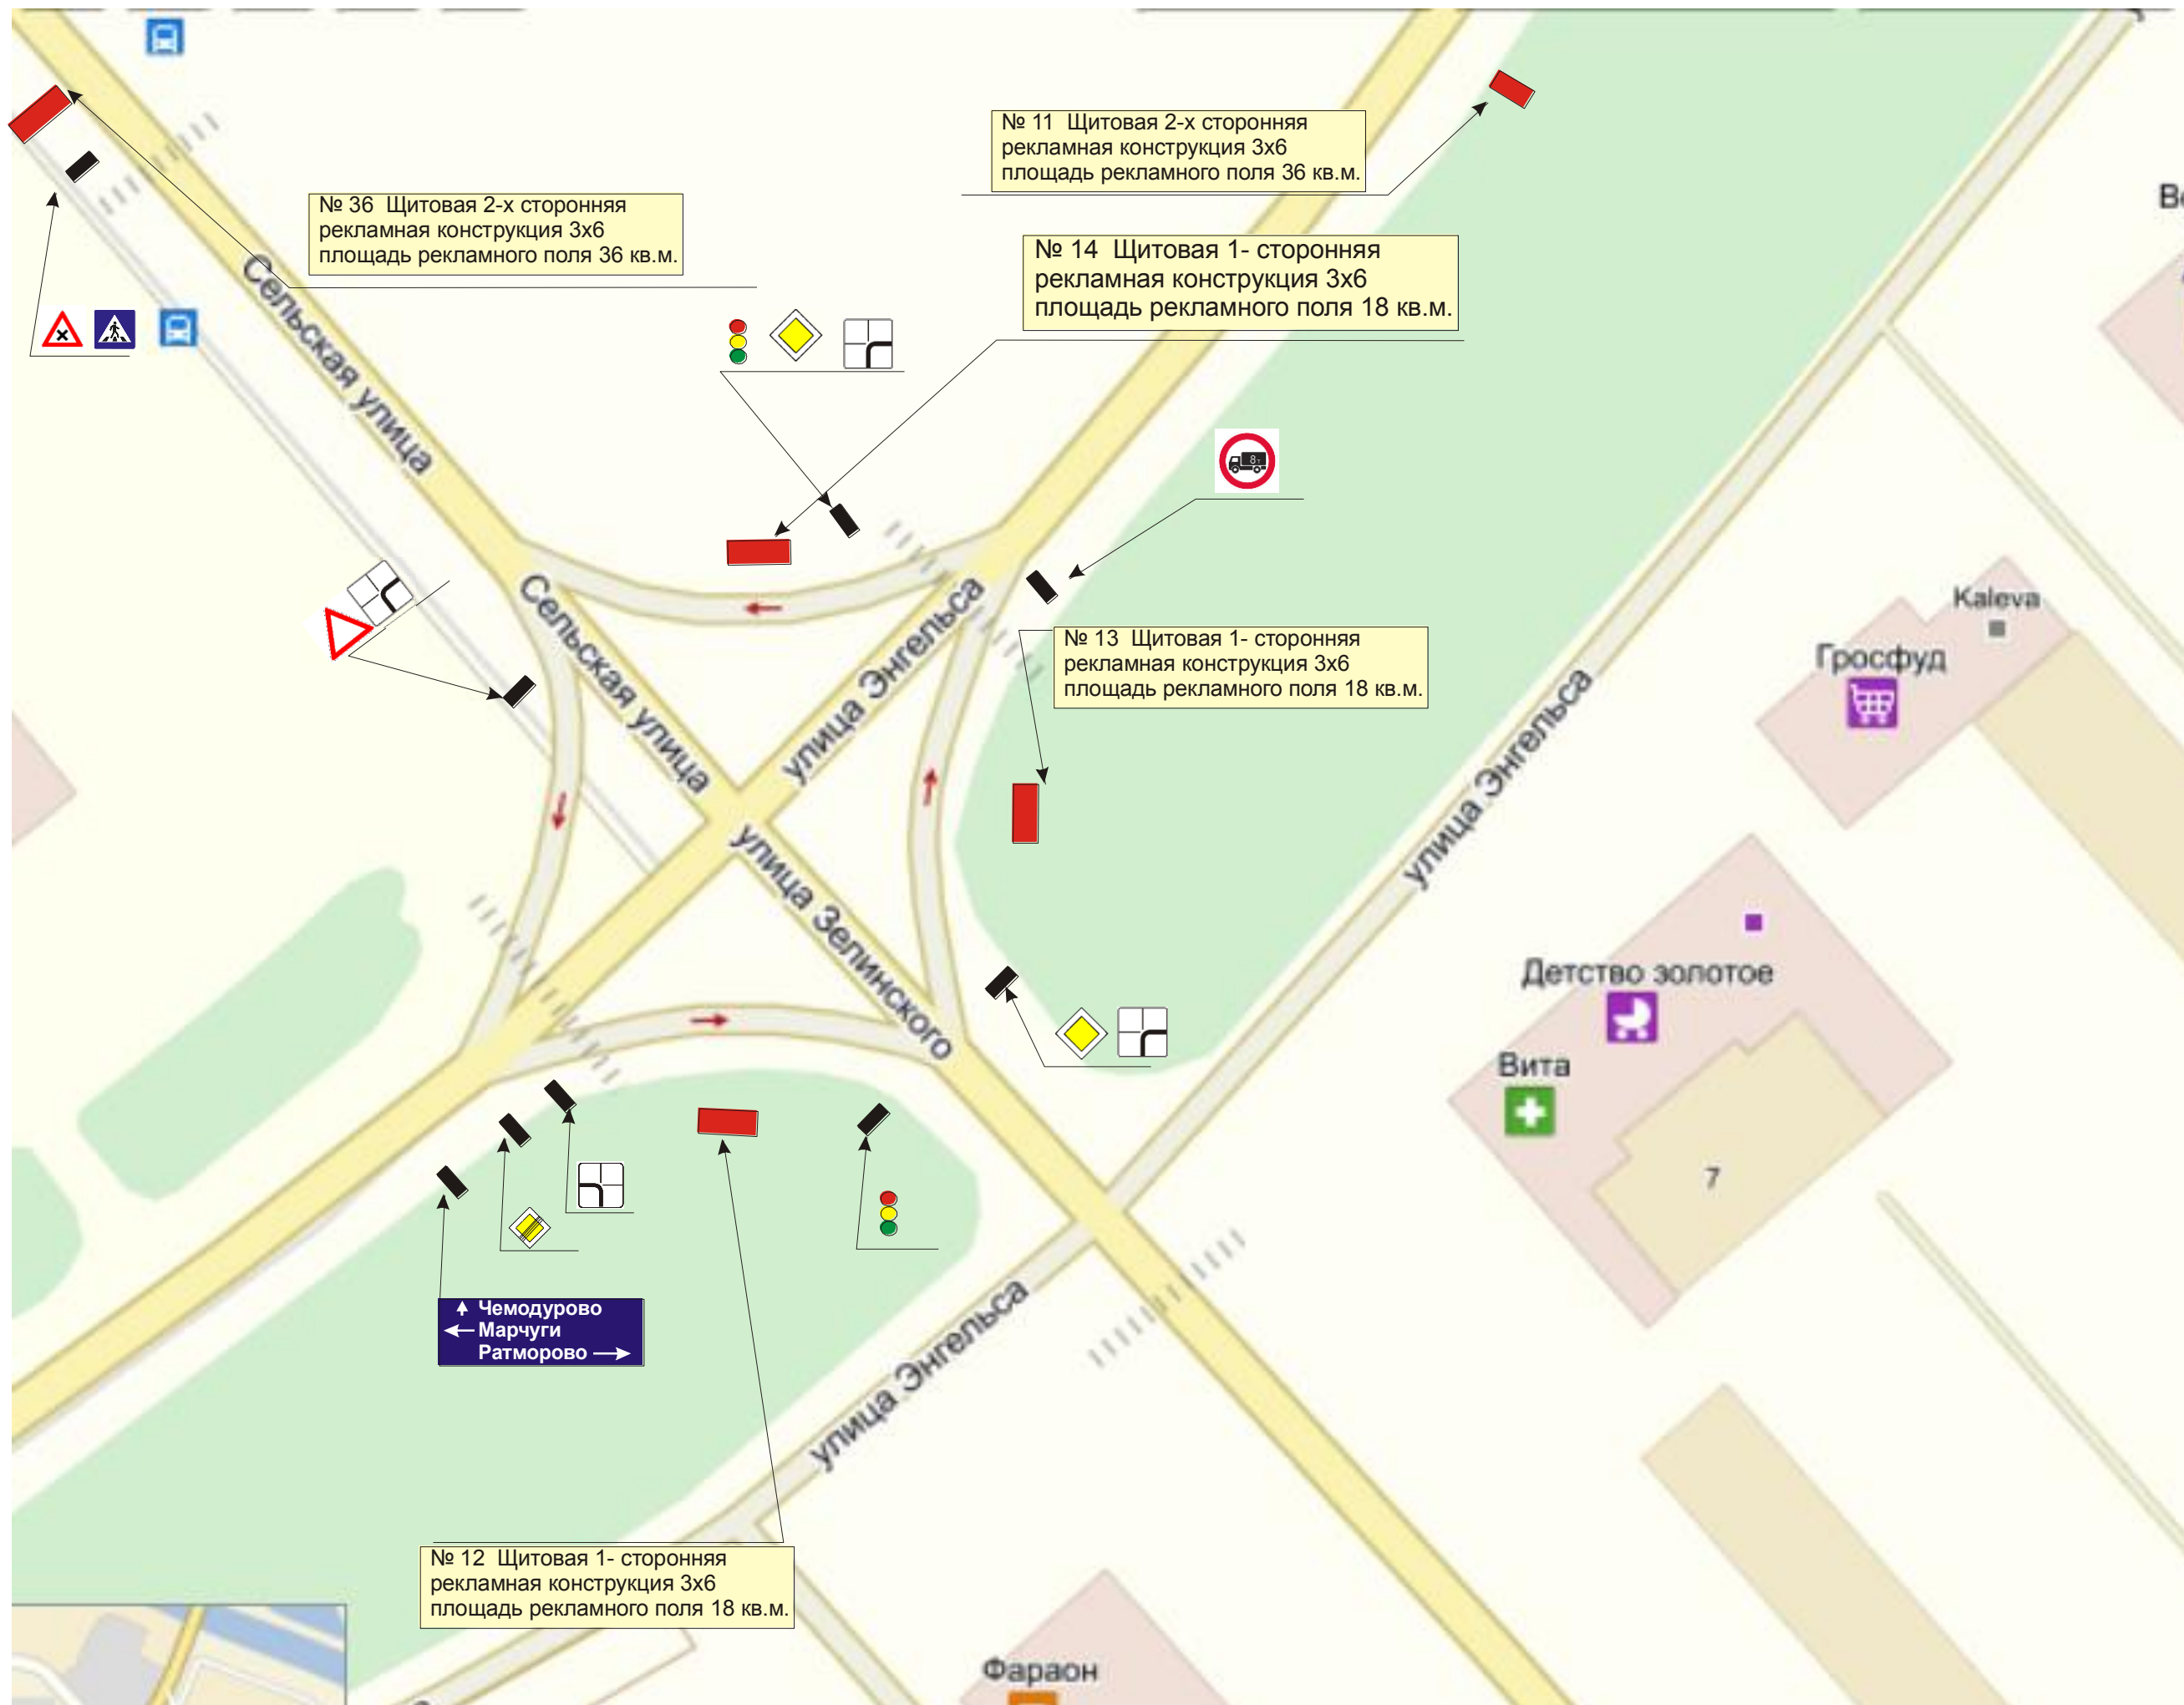 № 11 Щитовая 2-х сторонняя
рекламная конструкция 3х6
площадь рекламного поля 36 кв.м.
№ 36 Щитовая 2-х сторонняя
рекламная конструкция 3х6
площадь рекламного поля 36 кв.м.
№ 14 Щитовая 1- сторонняя
рекламная конструкция 3х6
площадь рекламного поля 18 кв.м.
Сельская улица
8т
Сельская улица
улица Энгельса
№ 13 Щитовая 1- сторонняя
рекламная конструкция 3х6
площадь рекламного поля 18 кв.м.
Kaleva
Гросфуд
улица Энгельса
улица Зелинского
Детство золотое
Вита
7
Чемодурово
Марчуги
Ратморово
улица Энгельса
№ 12 Щитовая 1- сторонняя
рекламная конструкция 3х6
площадь рекламного поля 18 кв.м.
Фараон